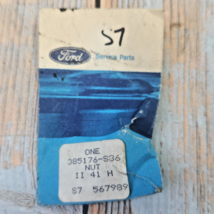 57
Ford
Service Parts
ONE
385176-S36
NUT
11 41 H
S7 567989